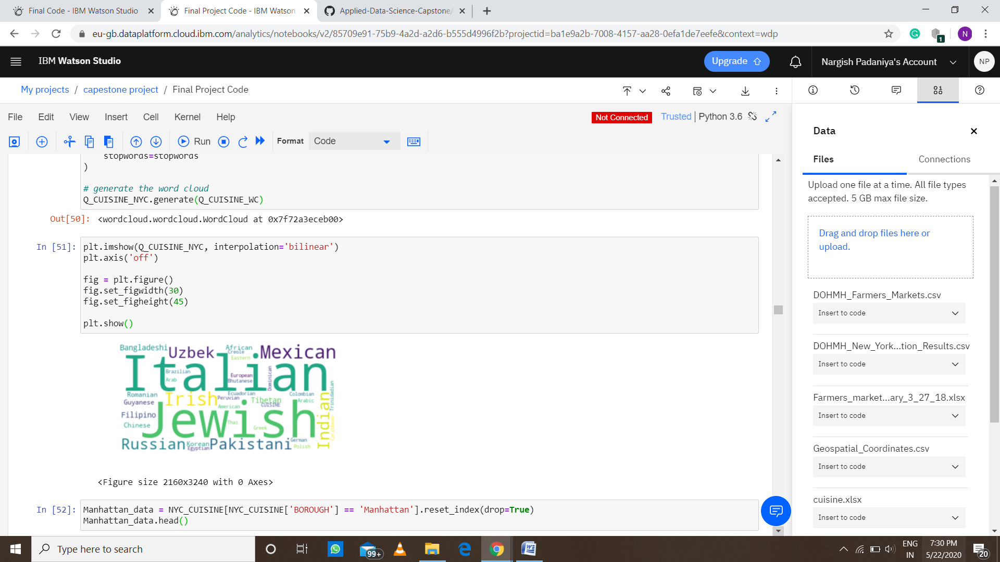 Final Code - IBM Watson Studio
Final Project Code - IBM Watson
Applied-Data-Science-Capstone/
eu-gb.dataplatform.cloud.ibm.com/analytics/notebooks/v2/85709e91-75b9-4a2d-a2d6-b555d4996f2b?projectid=ba1e9a2b-7008-4157-aa28-0efa1de7eefe&context=wdp
1
N
IBM Watson Studio
Upgrade
Nargish Padaniya's Account
NP
My projects / capestone project / Final Project Code
File Edit View Insert Cell Kernel Help
Not Connected
Trusted | Python 3.6
Run
Format
Code
stopwords=stopwords
)
# generate the word cloud
Q_CUISINE_NYC.generate(Q_CUISINE_WC)
Out[50]: <wordcloud.wordcloud.WordCloud at 0x7f72a3eceb00>
In [51]: plt.imshow(Q_CUISINE_NYC, interpolation='bilinear')
plt.axis('off')
fig = plt.figure()
fig.set_figwidth(30)
fig.set_figheight(45)
plt.show()
Bangladeshi
Uzbek
African
Creole
Eastern
Mexican
Italian
Brazilian
Arab
European
Bhutanese
Dominican
Romanian
Guyanese
Irish
Ecuadorian
Peruvian
Tibetan
CUISINE
American
Colombian
Arabic
Trinidadian
Filipino
Chinese
Jewish
Thai
Greek
Indian
Caribbean
Russian
Korean
Egyptian
Pakistani
German
Polish
<Figure size 2160x3240 with 0 Axes>
In [52]: Manhattan_data = NYC_CUISINE[NYC_CUISINE['BOROUGH'] == 'Manhattan'].reset_index(drop=True)
Manhattan_data.head()
Data
Files
Connections
Upload one file at a time. All file types
accepted. 5 GB max file size.
Drag and drop files here or
upload.
DOHMH_Farmers_Markets.csv
Insert to code
DOHMH_New_York...tion_Results.csv
Insert to code
Farmers_market...ary_3_27_18.xlsx
Insert to code
Geospatial_Coordinates.csv
Insert to code
cuisine.xlsx
Insert to code
Type here to search
99+
ENG
IN
7:30 PM
5/22/2020
20